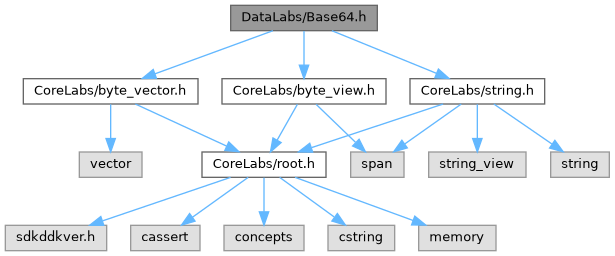 DataLabs/Base64.h
CoreLabs/byte_vector.h
CoreLabs/byte_view.h
CoreLabs/string.h
vector
CoreLabs/root.h
span
string_view
string
sdkddkver.h
cassert
concepts
cstring
memory